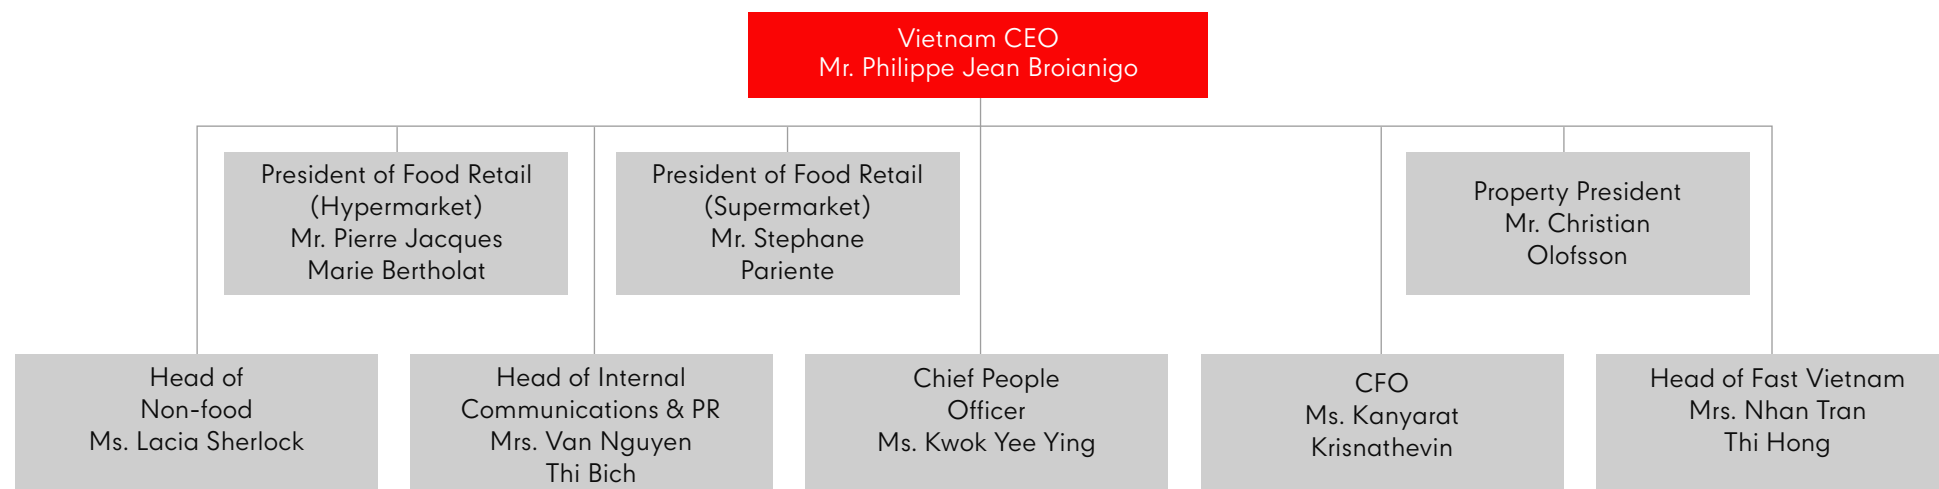 Vietnam CEO
Mr. Philippe Jean Broianigo
President of Food Retail
(Hypermarket)
Mr. Pierre Jacques
Marie Bertholat
President of Food Retail
(Supermarket)
Mr. Stephane
Pariente
Property President
Mr. Christian
Olofsson
Head of
Non-food
Ms. Lacia Sherlock
Head of Internal
Communications & PR
Mrs. Van Nguyen
Thi Bich
Chief People
Officer
Ms. Kwok Yee Ying
CFO
Ms. Kanyarat
Krisnathevin
Head of Fast Vietnam
Mrs. Nhan Tran
Thi Hong